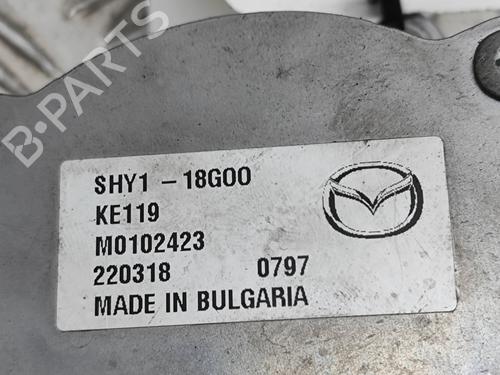 B-PARTS
SHY1 -18G00
KE119
M0102423
220318 0797
MADE IN BULGARIA